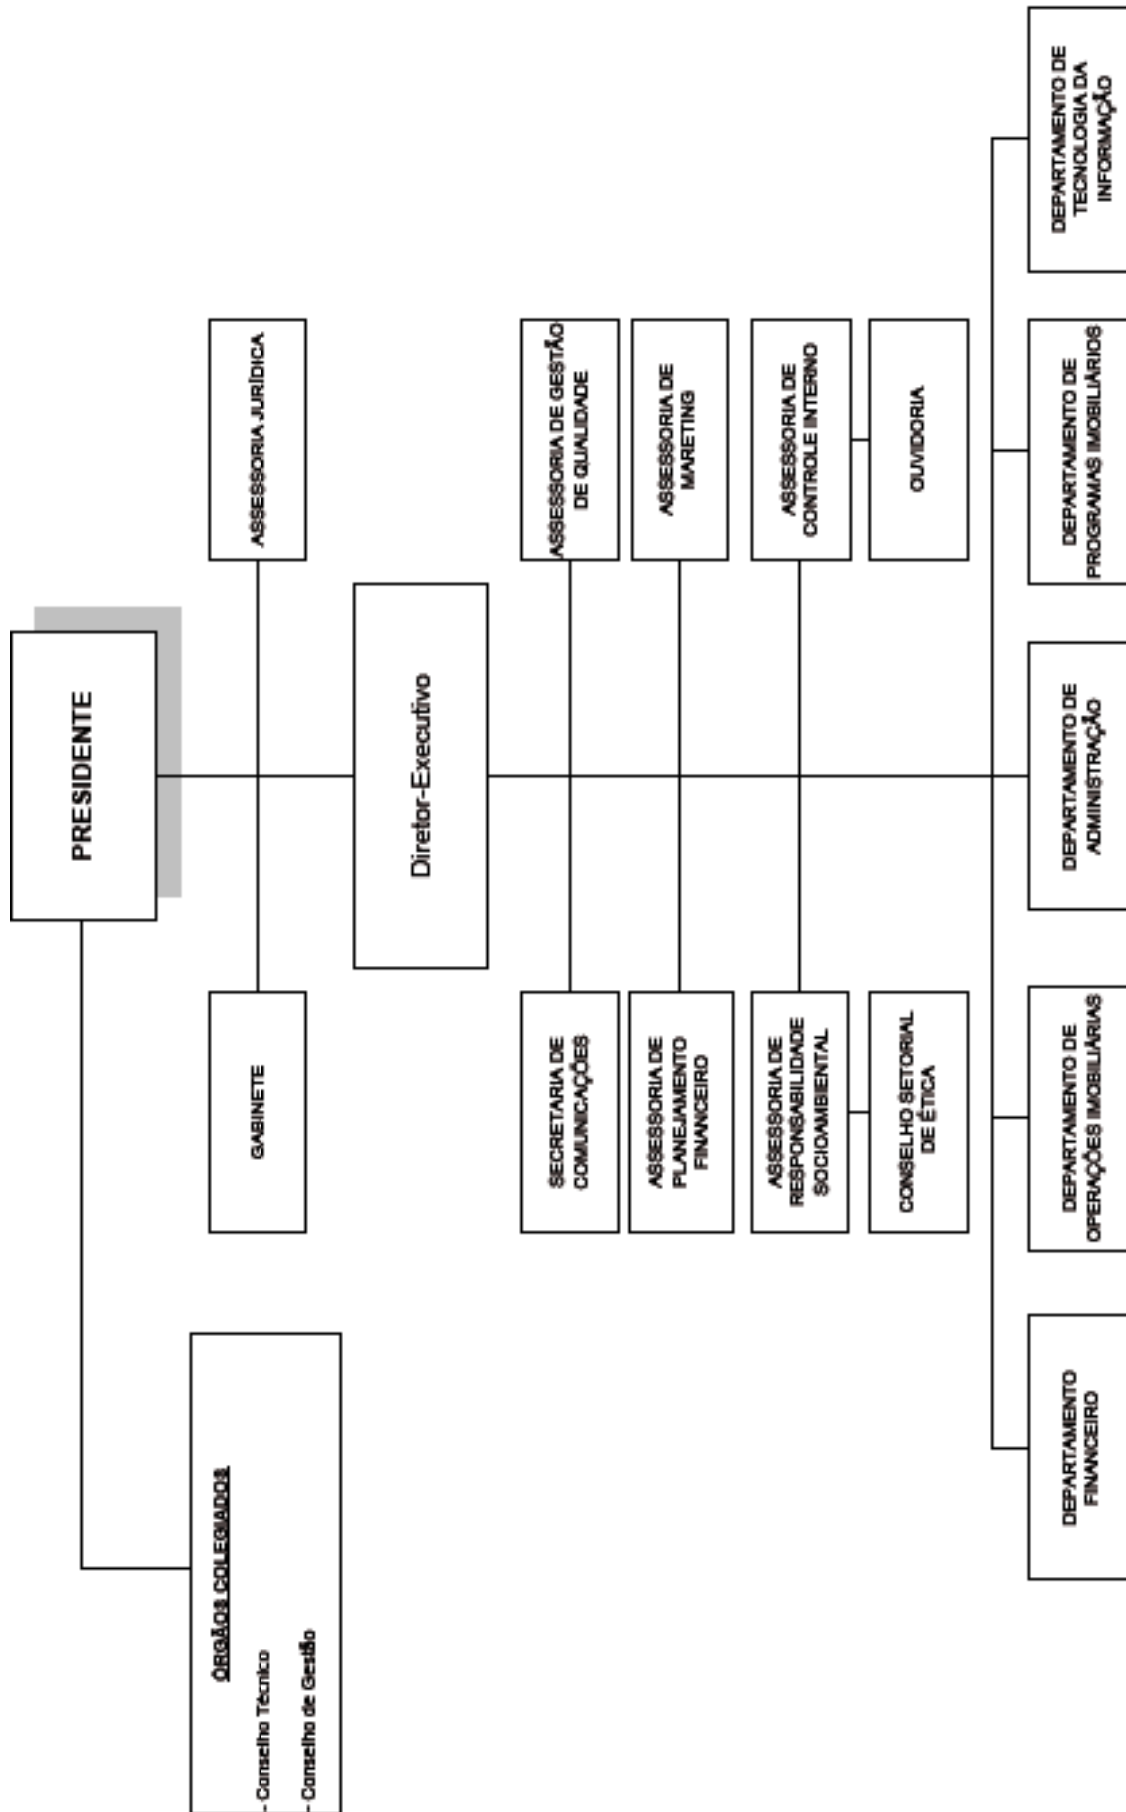 PRESIDENTE
ÓRGÃOS COLEGIADOS
- Conselho Técnico
- Conselho de Gestão
GABINETE
ASSESSORIA JURÍDICA
Diretor-Executivo
SECRETARIA DE
COMUNICAÇÕES
ASSESSORIA DE GESTÃO
DE QUALIDADE
ASSESSORIA DE
PLANEJAMENTO
FINANCEIRO
ASSESSORIA DE
MARETING
ASSESSORIA DE
RESPONSABILIDADE
SOCIOAMBIENTAL
ASSESSORIA DE
CONTROLE INTERNO
CONSELHO SETORIAL
DE ÉTICA
OUVIDORIA
DEPARTAMENTO
FINANCEIRO
DEPARTAMENTO DE
OPERAÇÕES IMOBILIÁRIAS
DEPARTAMENTO DE
ADMINISTRAÇÃO
DEPARTAMENTO DE
PROGRAMAS IMOBILIÁRIOS
DEPARTAMENTO DE
TECNOLOGIA DA
INFORMAÇÃO